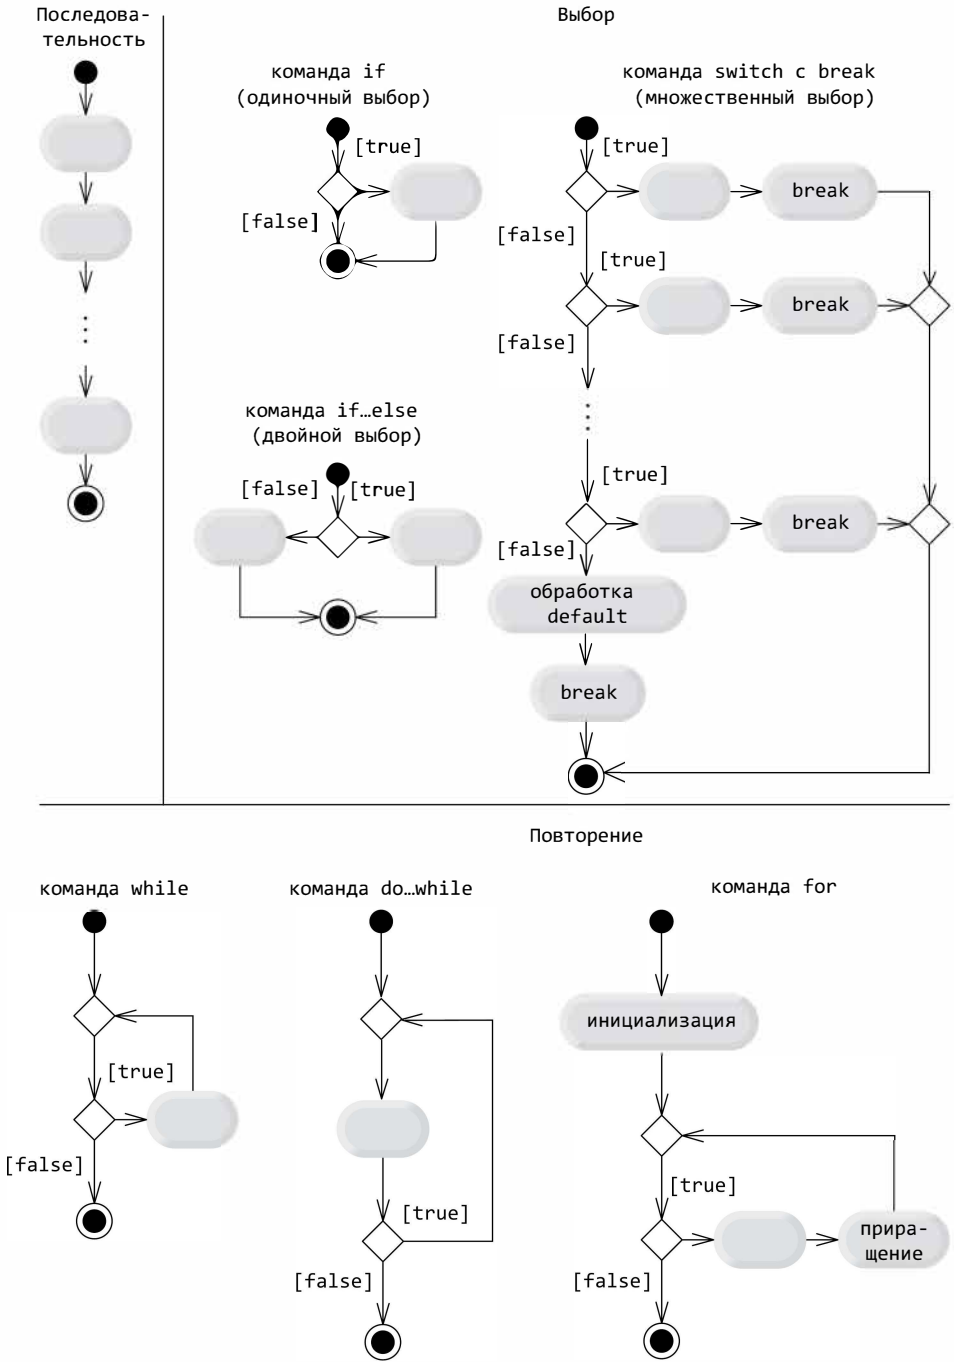 Последова-
тельность
Выбор
команда if
(одиночный выбор)
[true]
[false]
команда switch с break
(множественный выбор)
[true]
break
[false]
[true]
break
[false]
⋮
[true]
break
[false]
обработка
default
break
команда if…else
(двойной выбор)
[false]
[true]
Повторение
команда while
[true]
[false]
команда do…while
[true]
[false]
команда for
инициализация
[true]
прира-
щение
[false]